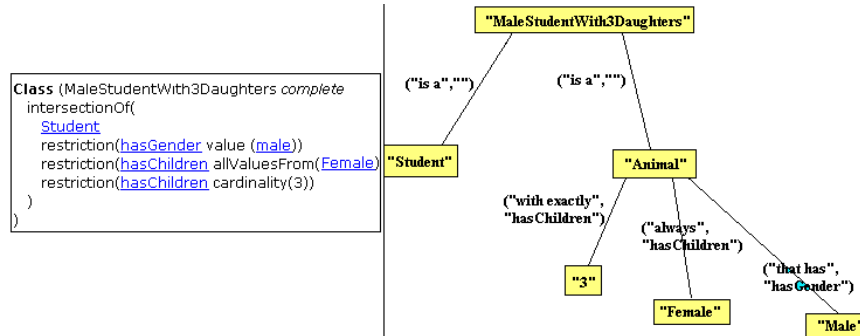 Class (MaleStudentWith3Daughters complete
intersectionOf(
Student
restriction(hasGender value (male))
restriction(hasChildren allValuesFrom(Female)
restriction(hasChildren cardinality(3))
)
)
"MaleStudentWith3Daughters"
("is a","")
("is a","")
"Student"
"Animal"
("with exactly",
"hasChildren")
("always",
"hasChildren")
("that has",
"hasGender")
"3"
"Female"
"Male"